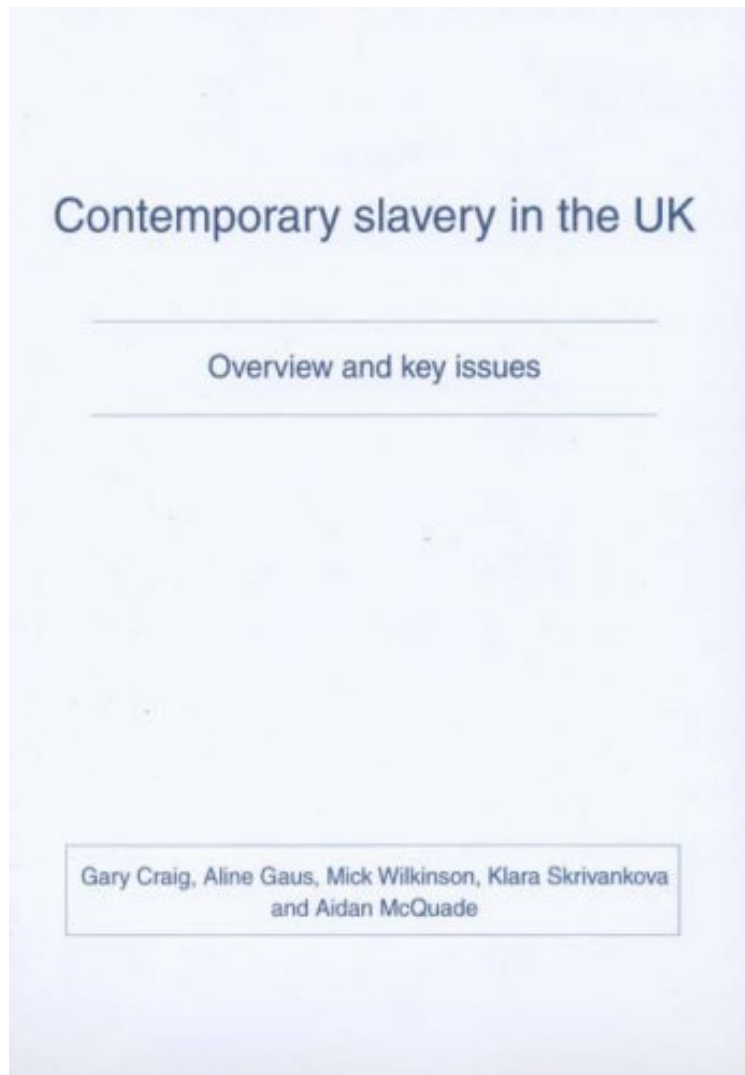 Contemporary slavery in the UK
Overview and key issues
Gary Craig, Aline Gaus, Mick Wilkinson, Klara Skrivankova
and Aidan McQuade